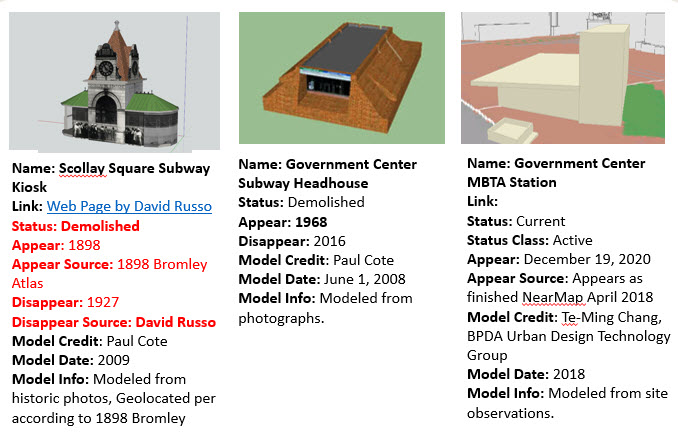 Name: Scollay Square Subway
Kiosk
Link: Web Page by David Russo
Status: Demolished
Appear: 1898
Appear Source: 1898 Bromley
Atlas
Disappear: 1927
Disappear Source: David Russo
Model Credit: Paul Cote
Model Date: 2009
Model Info: Modeled from
historic photos, Geolocated per
according to 1898 Bromley
Name: Government Center
Subway Headhouse
Status: Demolished
Appear: 1968
Disappear: 2016
Model Credit: Paul Cote
Model Date: June 1, 2008
Model Info: Modeled from
photographs.
Name: Government Center
MBTA Station
Link:
Status: Current
Status Class: Active
Appear: December 19, 2020
Appear Source: Appears as
finished NearMap April 2018
Model Credit: Te-Ming Chang,
BPDA Urban Design Technology
Group
Model Date: 2018
Model Info: Modeled from site
observations.